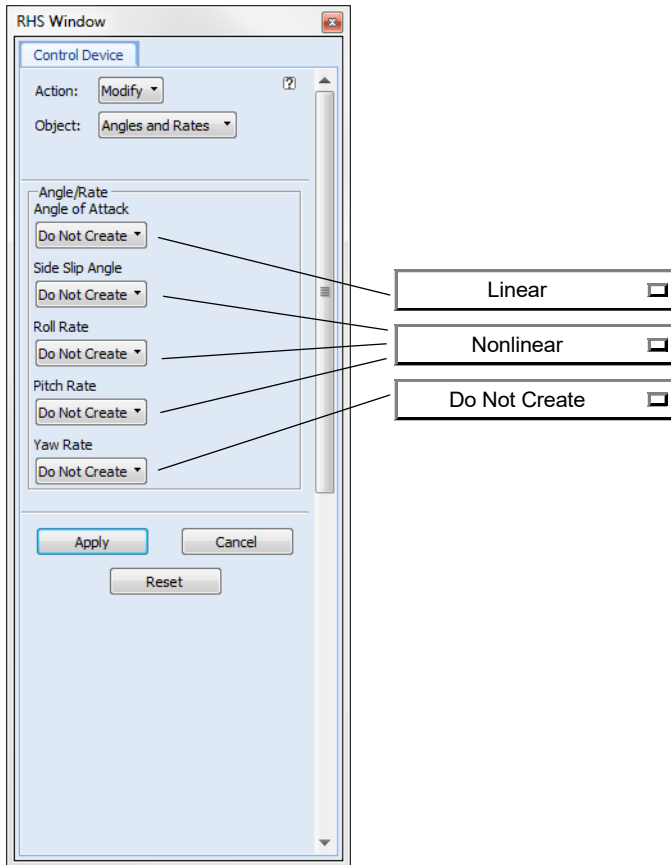 RHS Window
Control Device
Action: Modify
?
Object: Angles and Rates
Angle/Rate
Angle of Attack
Do Not Create
Side Slip Angle
Do Not Create
Roll Rate
Do Not Create
Pitch Rate
Do Not Create
Yaw Rate
Do Not Create
Apply Cancel
Reset
Linear
Nonlinear
Do Not Create